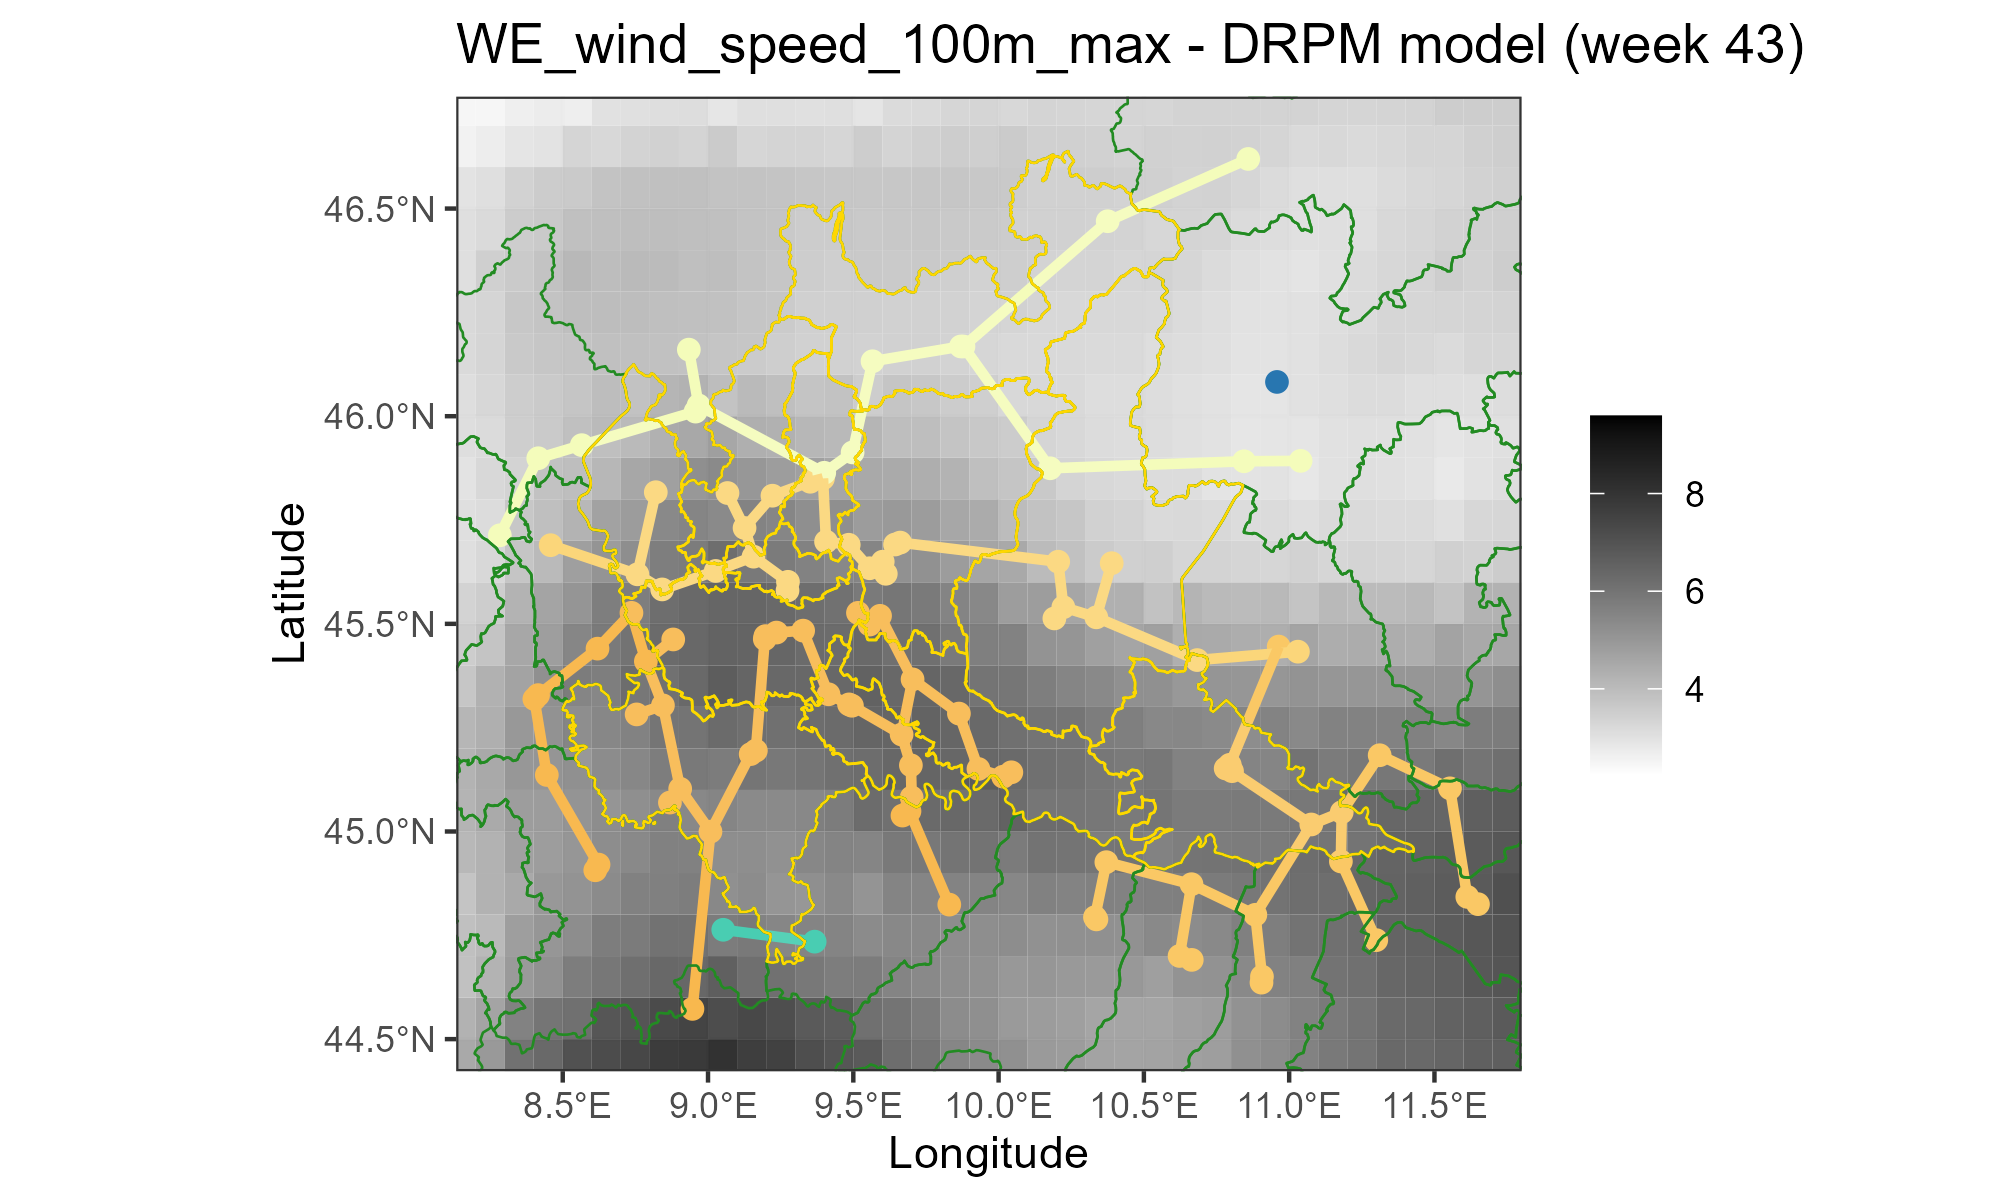 WE_wind_speed_100m_max - DRPM model (week 43)
46.5°N
46.0°N
45.5°N
45.0°N
44.5°N
Latitude
8.5°E 9.0°E 9.5°E 10.0°E 10.5°E 11.0°E 11.5°E
Longitude
8
6
4